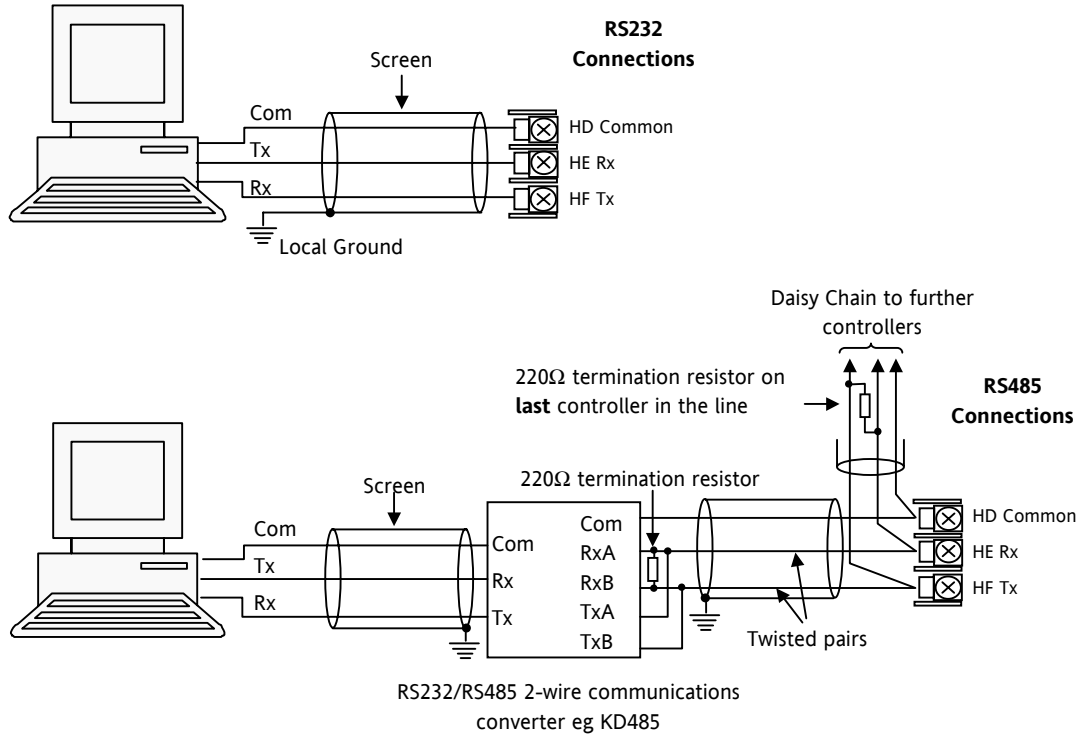 RS232
Connections
Screen
Com
Tx
Rx
HD Common
HE Rx
HF Tx
Local Ground
Daisy Chain to further
controllers
220Ω termination resistor on
last controller in the line
RS485
Connections
220Ω termination resistor
Screen
Com
Tx
Rx
Com
Rx
Tx
Com
RxA
RxB
TxA
TxB
HD Common
HE Rx
HF Tx
Twisted pairs
RS232/RS485 2-wire communications
converter eg KD485